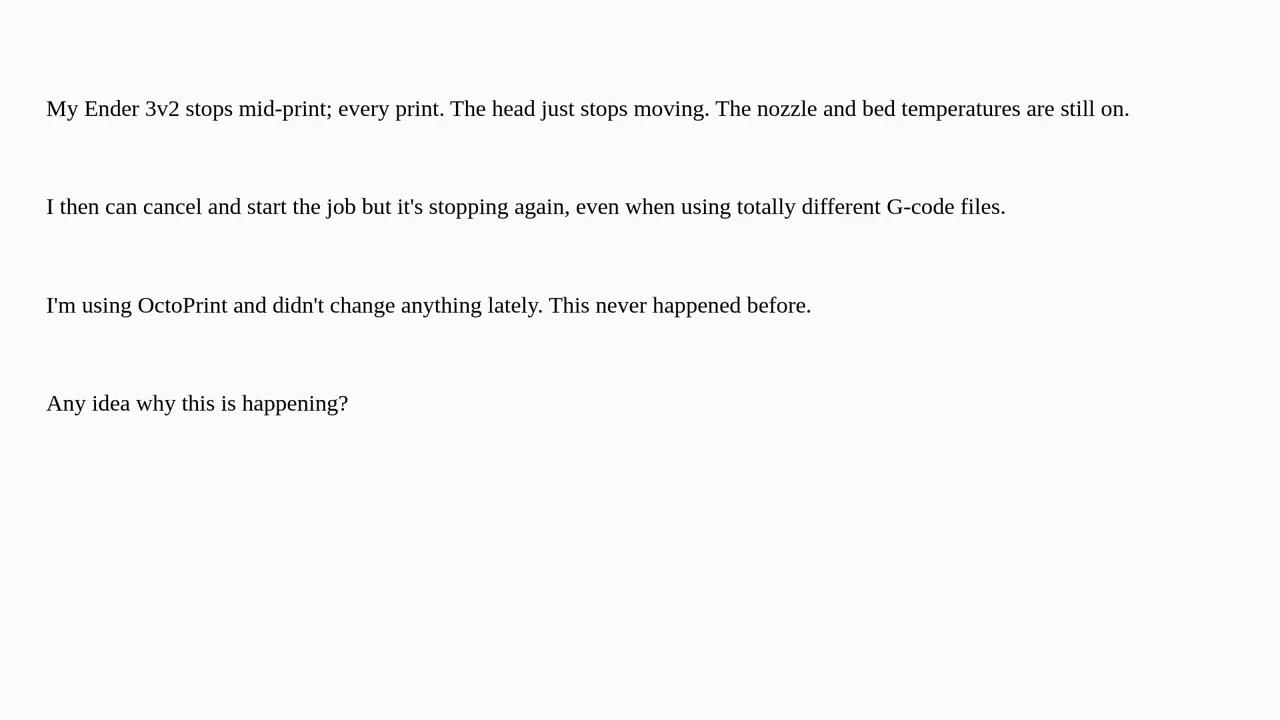 My Ender 3v2 stops mid-print; every print. The head just stops moving. The nozzle and bed temperatures are still on.
I then can cancel and start the job but it's stopping again, even when using totally different G-code files.
I'm using OctoPrint and didn't change anything lately. This never happened before.
Any idea why this is happening?